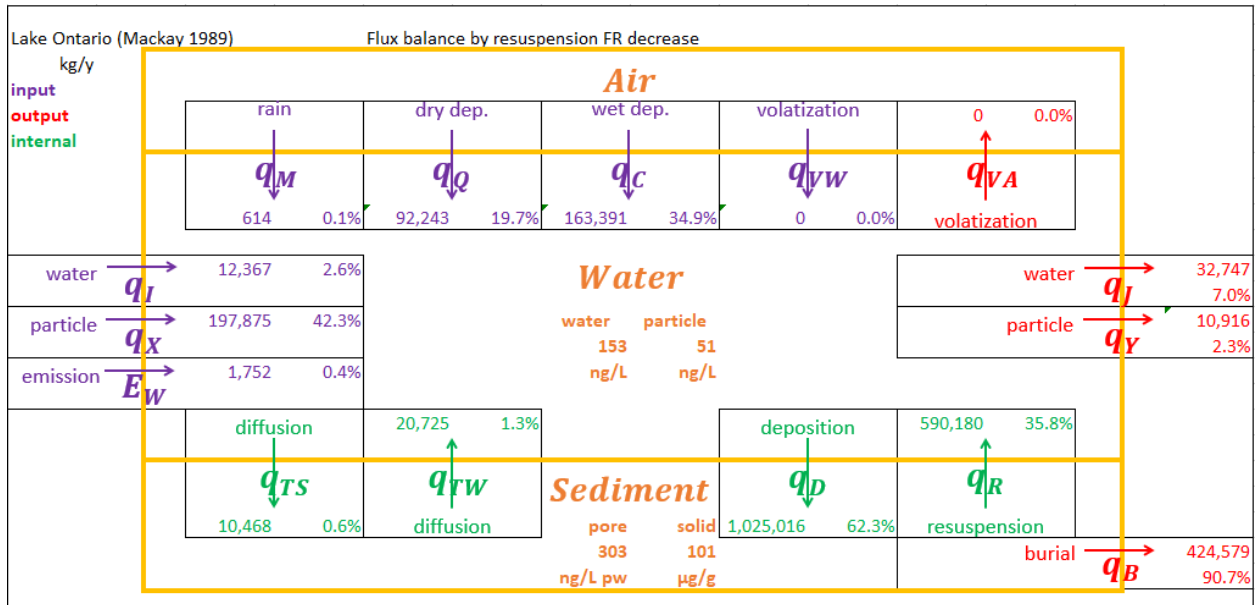 Lake Ontario (Mackay 1989) Flux balance by resuspension FR decrease
kg/y
input
output
internal
Air
rain dry dep. wet dep. volatization 0 0.0%
qM qQ qC qVW qVA
614 0.1% 92,243 19.7% 163,391 34.9% 0 0.0% volatization
water qI 12,367 2.6% Water water qJ 32,747
7.0%
particle qX 197,875 42.3% water particle particle qY 10,916
153 51 2.3%
emission EW 1,752 0.4% ng/L ng/L
diffusion 20,725 1.3% deposition 590,180 35.8%
qTS qTW Sediment qD qR
10,468 0.6% diffusion pore solid 1,025,016 62.3% resuspension
303 101 burial qB 424,579
ng/L pw µg/g 90.7%